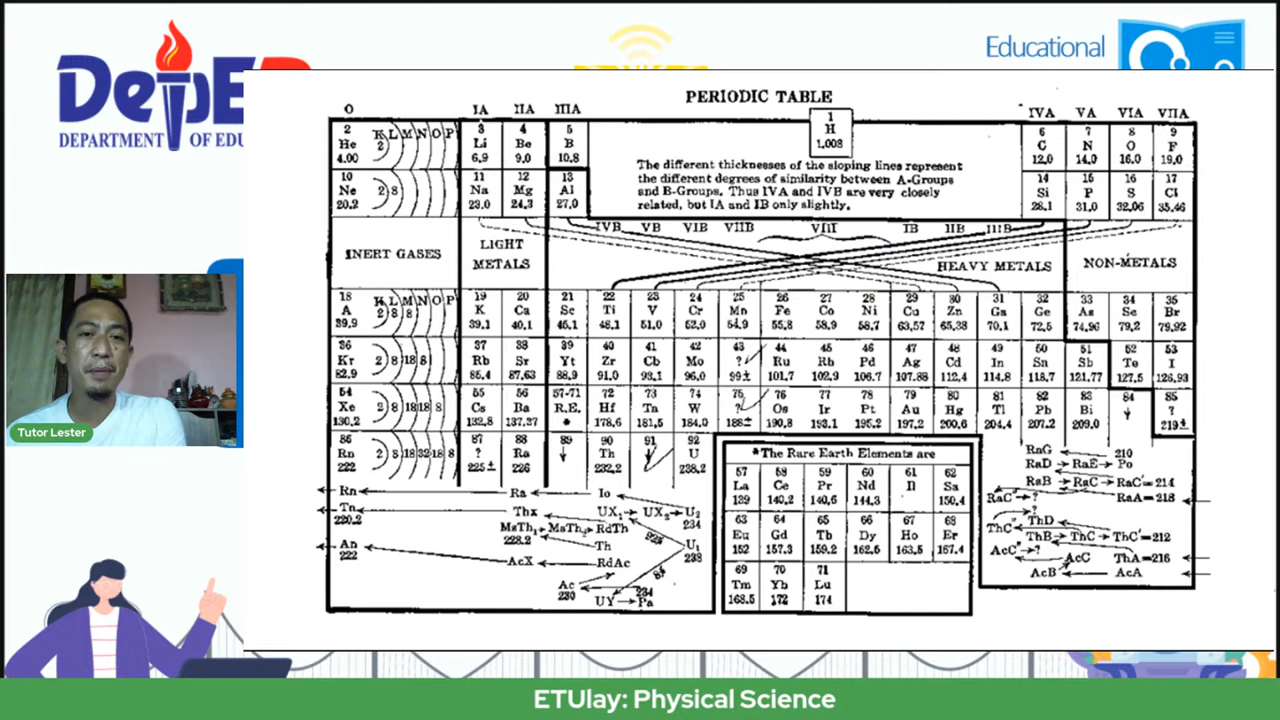 DepED
DEPARTMENT OF EDU
Educational
Tutor Lester
PERIODIC TABLE
O IA IIA IIIA IVA VA VIA VIIA
2 K L M N O P 3 4 5 1 6 7 8 9
He 2 Li Be B H C N O F
4.00 6.9 9.0 10.8 1.008 12.0 14.0 16.0 19.0
The different thicknesses of the sloping lines represent
the different degrees of similarity between A-Groups
and B-Groups. Thus IVA and IVB are very closely
related, but IA and IB only slightly.
10 11 12 13 14 15 16 17
Ne 2 8 Na Mg Al Si P S Cl
20.2 23.0 24.3 27.0 28.1 31.0 32.06 35.46
IVB VB VIB VIIB VIII IB IIB IIIB
INERT GASES
LIGHT
METALS
HEAVY METALS
NON-METALS
18 K L M N O P 19 20 21 22 23 24 25 26 27 28 29 30 31 32 33 34 35
A 2 8 8 K Ca Sc Ti V Cr Mn Fe Co Ni Cu Zn Ga Ge As Se Br
39.9 39.1 40.1 45.1 48.1 51.0 52.0 54.9 55.8 58.9 58.7 63.57 65.38 70.1 72.5 74.96 79.2 79.92
36 37 38 39 40 41 42 43 44 45 46 47 48 49 50 51 52 53
Kr 2 8 18 8 Rb Sr Yt Zr Cb Mo ? Ru Rh Pd Ag Cd In Sn Sb Te I
82.9 85.4 87.63 88.9 91.0 93.1 96.0 99± 101.7 102.9 106.7 107.88 112.4 114.8 118.7 121.77 127.5 126.93
54 55 56 57-71 72 73 74 75 76 77 78 79 80 81 82 83 84 85
Xe 2 8 18 18 8 Cs Ba R.E. Hf Ta W ? Os Ir Pt Au Hg Tl Pb Bi ?
130.2 132.8 137.37 * 178.6 181.5 184.0 188± 190.8 193.1 195.2 197.2 200.6 204.4 207.2 209.0 219±
86 87 88 89 90 91 92
Rn 2 8 18 32 18 8 ? Ra Th U
222 225± 226 232.2 238.2
*The Rare Earth Elements are
57 58 59 60 61 62
La Ce Pr Nd Il Sa
139 140.2 140.6 144.3 150.4
63 64 65 66 67 68
Eu Gd Tb Dy Ho Er
152 157.3 159.2 162.5 163.5 167.4
69 70 71
Tm Yb Lu
168.5 172 174
Rn Ra Io
Tn Thx UX₁ UX₂ U₂
220.2 234
MsTh₁ MsTh₂ RdTh
228.2
Th U₁
An 238
222 AcX RdAc
Ac
230 234
UY Pa
RaG 210
RaD RaE Po
RaB RaC RaC'=214
RaC" ? RaA=218
ThD
ThC" ThB ThC ThC'=212
AcC" ? AcC ThA=216
AcB AcA
ETUlay: Physical Science